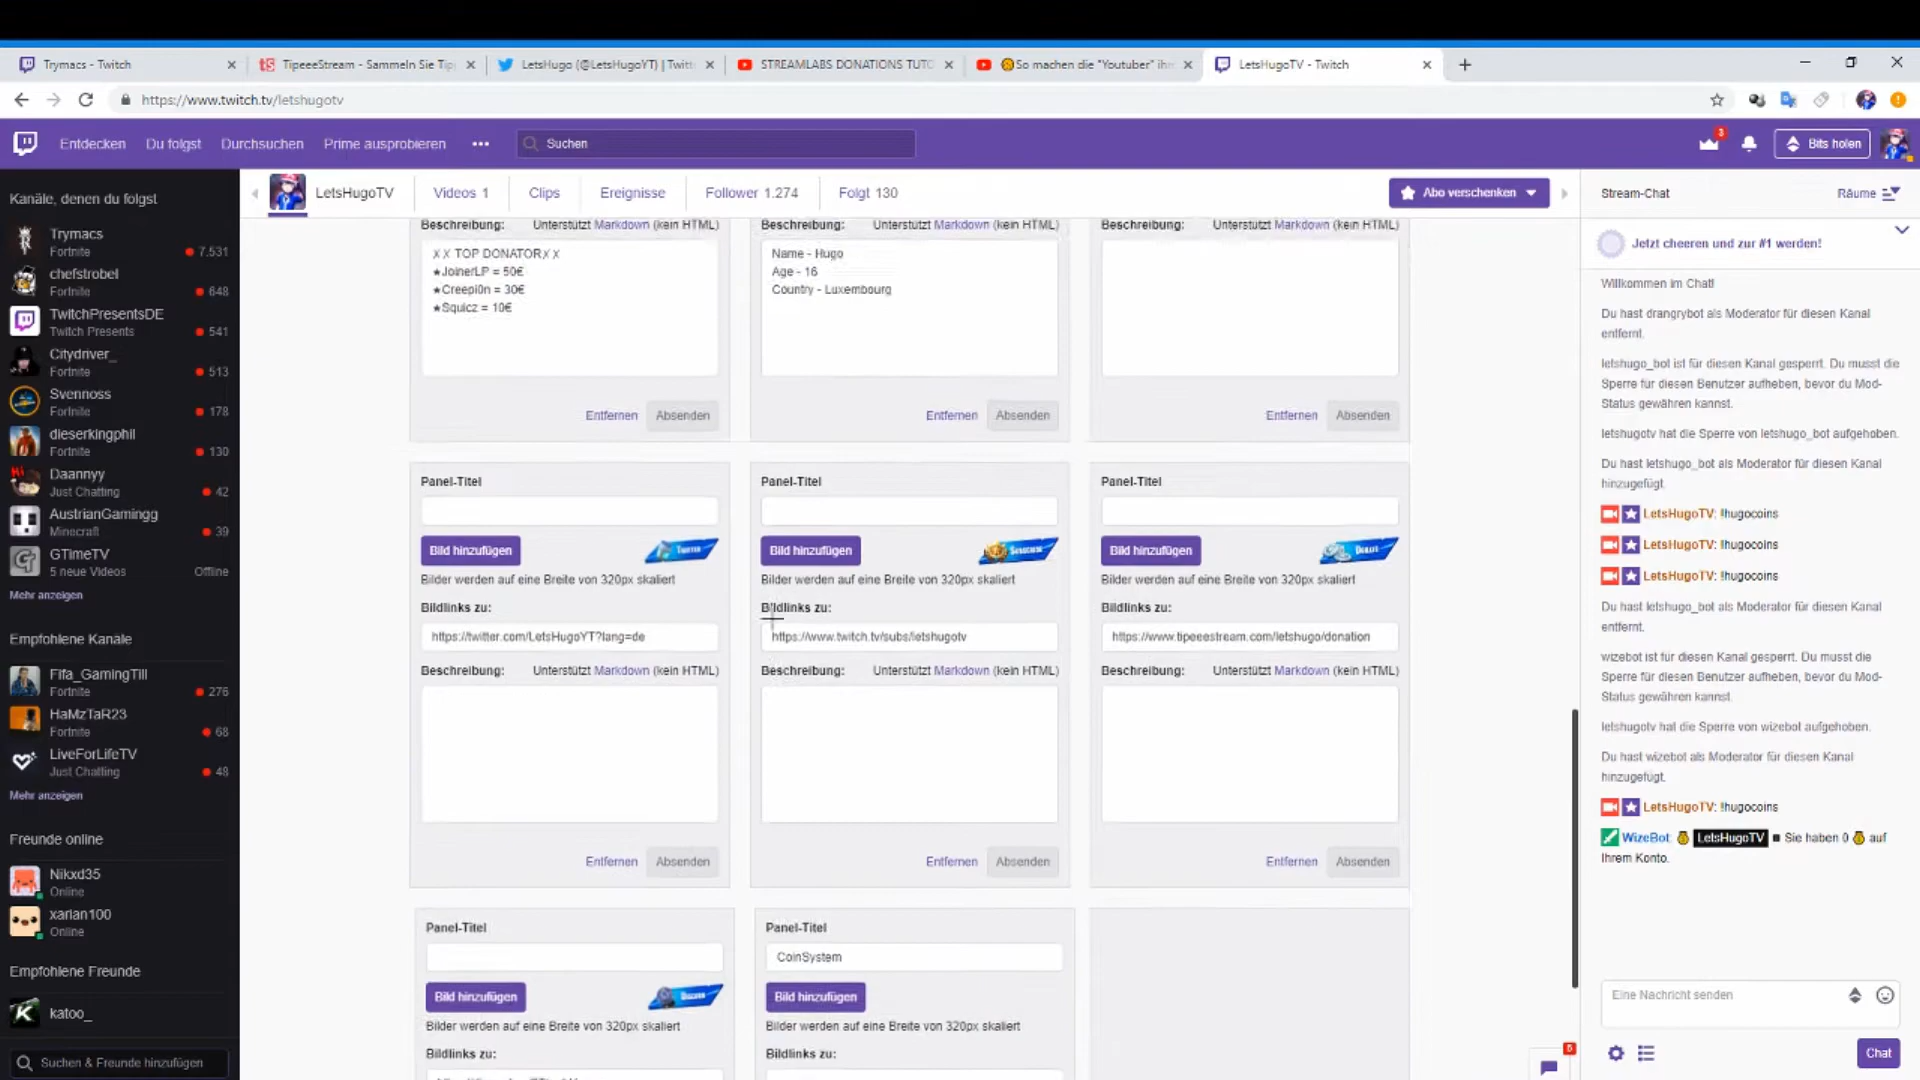 Trymacs - Twitch
TipeeeStream - Sammeln Sie Tip
LetsHugo (@LetsHugoYT) | Twitt
STREAMLABS DONATIONS TUTO
So machen die "Youtuber" ihr
LetsHugoTV - Twitch
https://www.twitch.tv/letshugotv
Entdecken
Du folgst
Durchsuchen
Prime ausprobieren
Suchen
3
Bits holen
Kanäle, denen du folgst
Trymacs
Fortnite
7.531
chefstrobel
Fortnite
648
TwitchPresentsDE
Twitch Presents
541
Citydriver_
Fortnite
513
Svennoss
Fortnite
178
dieserkingphil
Fortnite
130
Daannyy
Just Chatting
42
AustrianGamingg
Minecraft
39
GTimeTV
5 neue Videos
Offline
Mehr anzeigen
Empfohlene Kanäle
Fifa_GamingTill
Fortnite
276
HaMzTaR23
Fortnite
68
LiveForLifeTV
Just Chatting
48
Mehr anzeigen
Freunde online
Nikxd35
Online
xarlan100
Online
Empfohlene Freunde
katoo_
Suchen & Freunde hinzufügen
LetsHugoTV
Videos 1
Clips
Ereignisse
Follower 1.274
Folgt 130
Abo verschenken
Beschreibung: Unterstützt Markdown (kein HTML)
☓☓ TOP DONATOR☓☓
★JoinerLP = 50€
★Creepi0n = 30€
★Squicz = 10€
Entfernen Absenden
Beschreibung: Unterstützt Markdown (kein HTML)
Name - Hugo
Age - 16
Country - Luxembourg
Entfernen Absenden
Beschreibung: Unterstützt Markdown (kein HTML)
Entfernen Absenden
Panel-Titel
Bild hinzufügen
TWITTER
Bilder werden auf eine Breite von 320px skaliert
Bildlinks zu:
https://twitter.com/LetsHugoYT?lang=de
Beschreibung: Unterstützt Markdown (kein HTML)
Entfernen Absenden
Panel-Titel
Bild hinzufügen
Bilder werden auf eine Breite von 320px skaliert
Bildlinks zu:
https://www.twitch.tv/subs/letshugotv
Beschreibung: Unterstützt Markdown (kein HTML)
Entfernen Absenden
Panel-Titel
Bild hinzufügen
Bilder werden auf eine Breite von 320px skaliert
Bildlinks zu:
https://www.tipeeestream.com/letshugo/donation
Beschreibung: Unterstützt Markdown (kein HTML)
Entfernen Absenden
Panel-Titel
Bild hinzufügen
Bilder werden auf eine Breite von 320px skaliert
Bildlinks zu:
Panel-Titel
CoinSystem
Bild hinzufügen
Bilder werden auf eine Breite von 320px skaliert
Bildlinks zu:
Stream-Chat
Räume
Jetzt cheeren und zur #1 werden!
Willkommen im Chat!
Du hast drangrybot als Moderator für diesen Kanal
entfernt.
letshugo_bot ist für diesen Kanal gesperrt. Du musst die
Sperre für diesen Benutzer aufheben, bevor du Mod-
Status gewähren kannst.
letshugotv hat die Sperre von letshugo_bot aufgehoben.
Du hast letshugo_bot als Moderator für diesen Kanal
hinzugefügt.
LetsHugoTV: !hugocoins
LetsHugoTV: !hugocoins
LetsHugoTV: !hugocoins
Du hast letshugo_bot als Moderator für diesen Kanal
entfernt.
wizebot ist für diesen Kanal gesperrt. Du musst die
Sperre für diesen Benutzer aufheben, bevor du Mod-
Status gewähren kannst.
letshugotv hat die Sperre von wizebot aufgehoben.
Du hast wizebot als Moderator für diesen Kanal
hinzugefügt.
LetsHugoTV: !hugocoins
WizeBot: LetsHugoTV ■ Sie haben 0 auf
Ihrem Konto.
Eine Nachricht senden
Chat